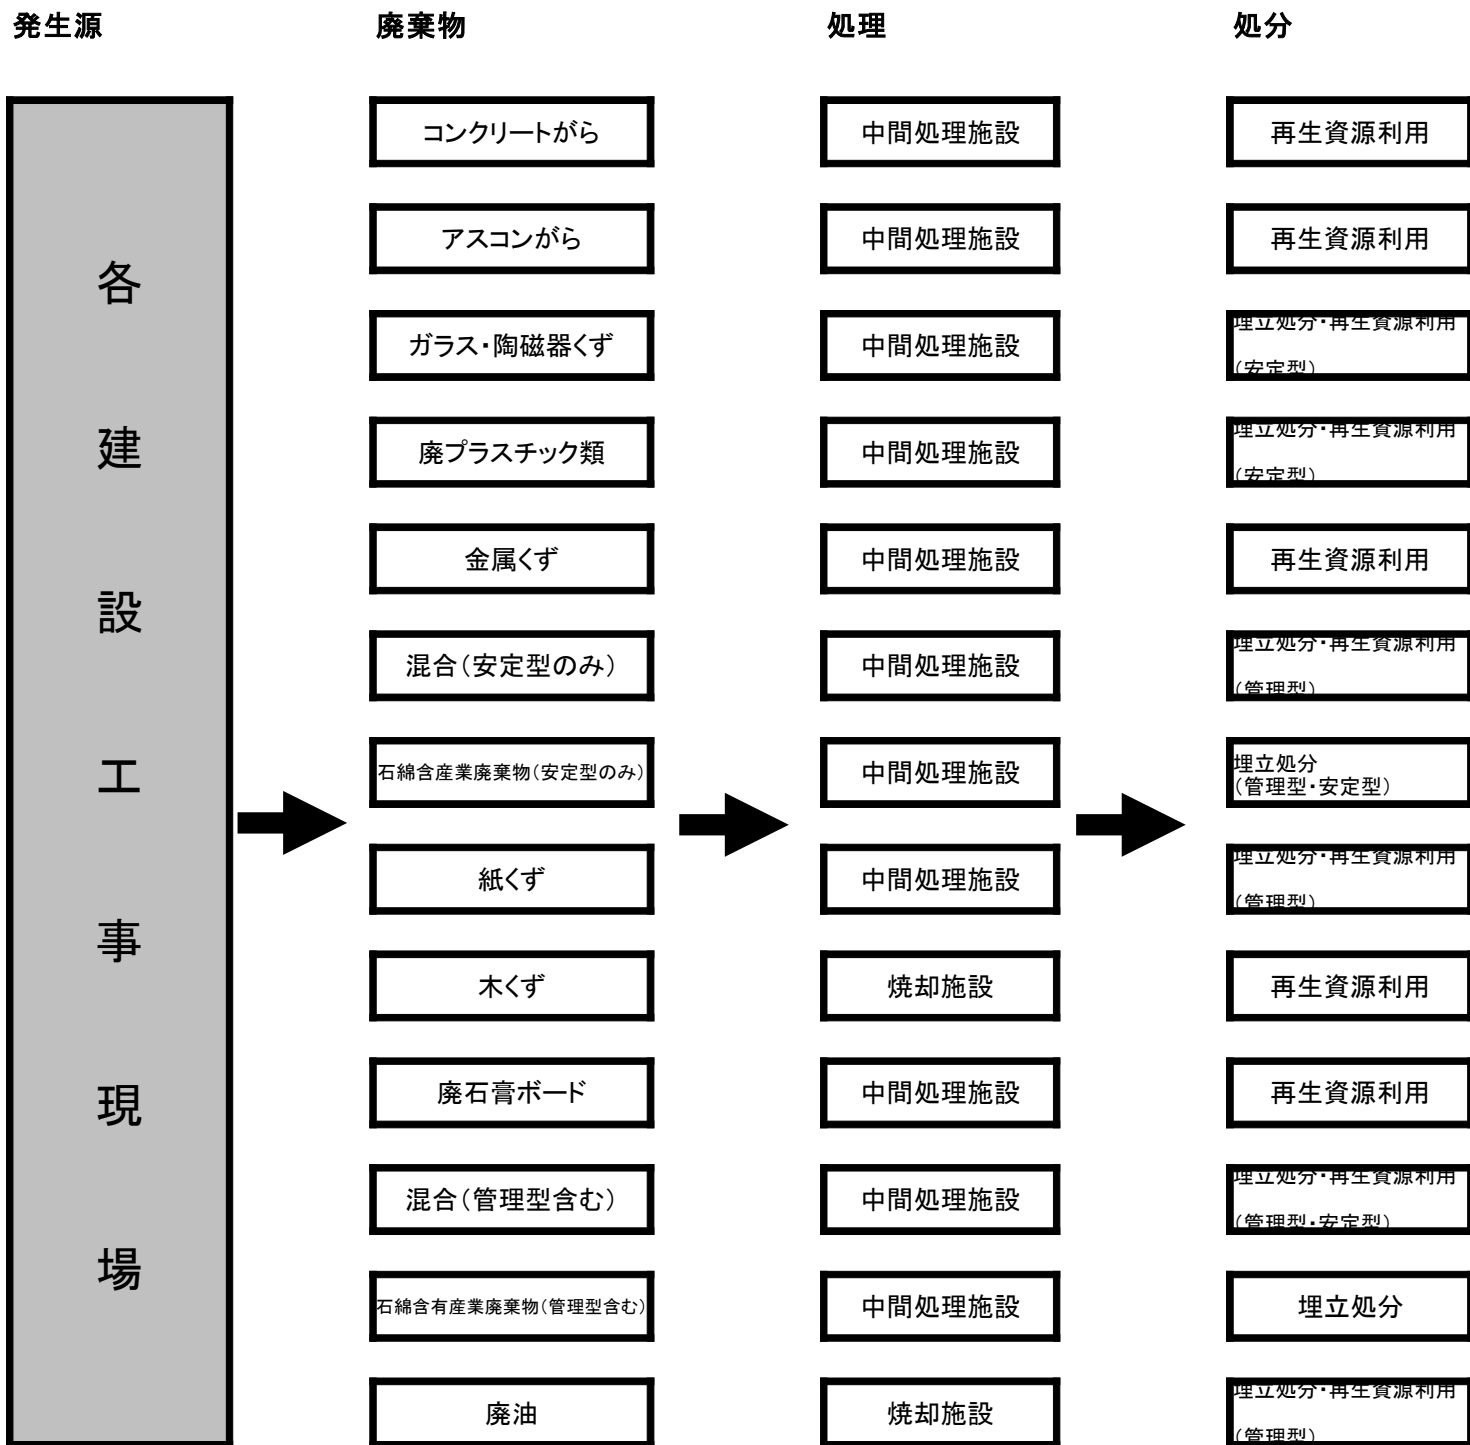 発生源 廃棄物 処理 処分
各
建
設
工
事
現
場
コンクリートがら 中間処理施設 再生資源利用
アスコンがら 中間処理施設 再生資源利用
ガラス・陶磁器くず 中間処理施設 埋立処分・再生資源利用
(安定型)
廃プラスチック類 中間処理施設 埋立処分・再生資源利用
(安定型)
金属くず 中間処理施設 再生資源利用
混合(安定型のみ) 中間処理施設 埋立処分・再生資源利用
(管理型)
石綿含産業廃棄物(安定型のみ) 中間処理施設 埋立処分
(管理型・安定型)
紙くず 中間処理施設 埋立処分・再生資源利用
(管理型)
木くず 焼却施設 再生資源利用
廃石膏ボード 中間処理施設 再生資源利用
混合(管理型含む) 中間処理施設 埋立処分・再生資源利用
(管理型・安定型)
石綿含有産業廃棄物(管理型含む) 中間処理施設 埋立処分
廃油 焼却施設 埋立処分・再生資源利用
(管理型)